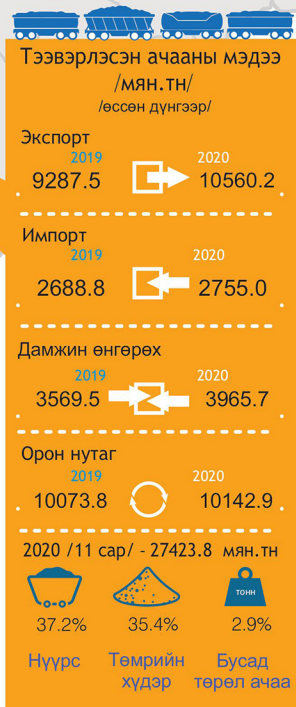 Тээвэрлэсэн ачааны мэдээ
/мян.тн/
/өссөн дүнгээр/
Экспорт
2019 2020
9287.5 10560.2
Импорт
2019 2020
2688.8 2755.0
Дамжин өнгөрөх
2019 2020
3569.5 3965.7
Орон нутаг
2019 2020
10073.8 10142.9
2020 /11 сар/ - 27423.8 мян.тн
ТОНН
37.2% 35.4% 2.9%
Нүүрс Төмрийн Бусад
хүдэр төрөл ачаа